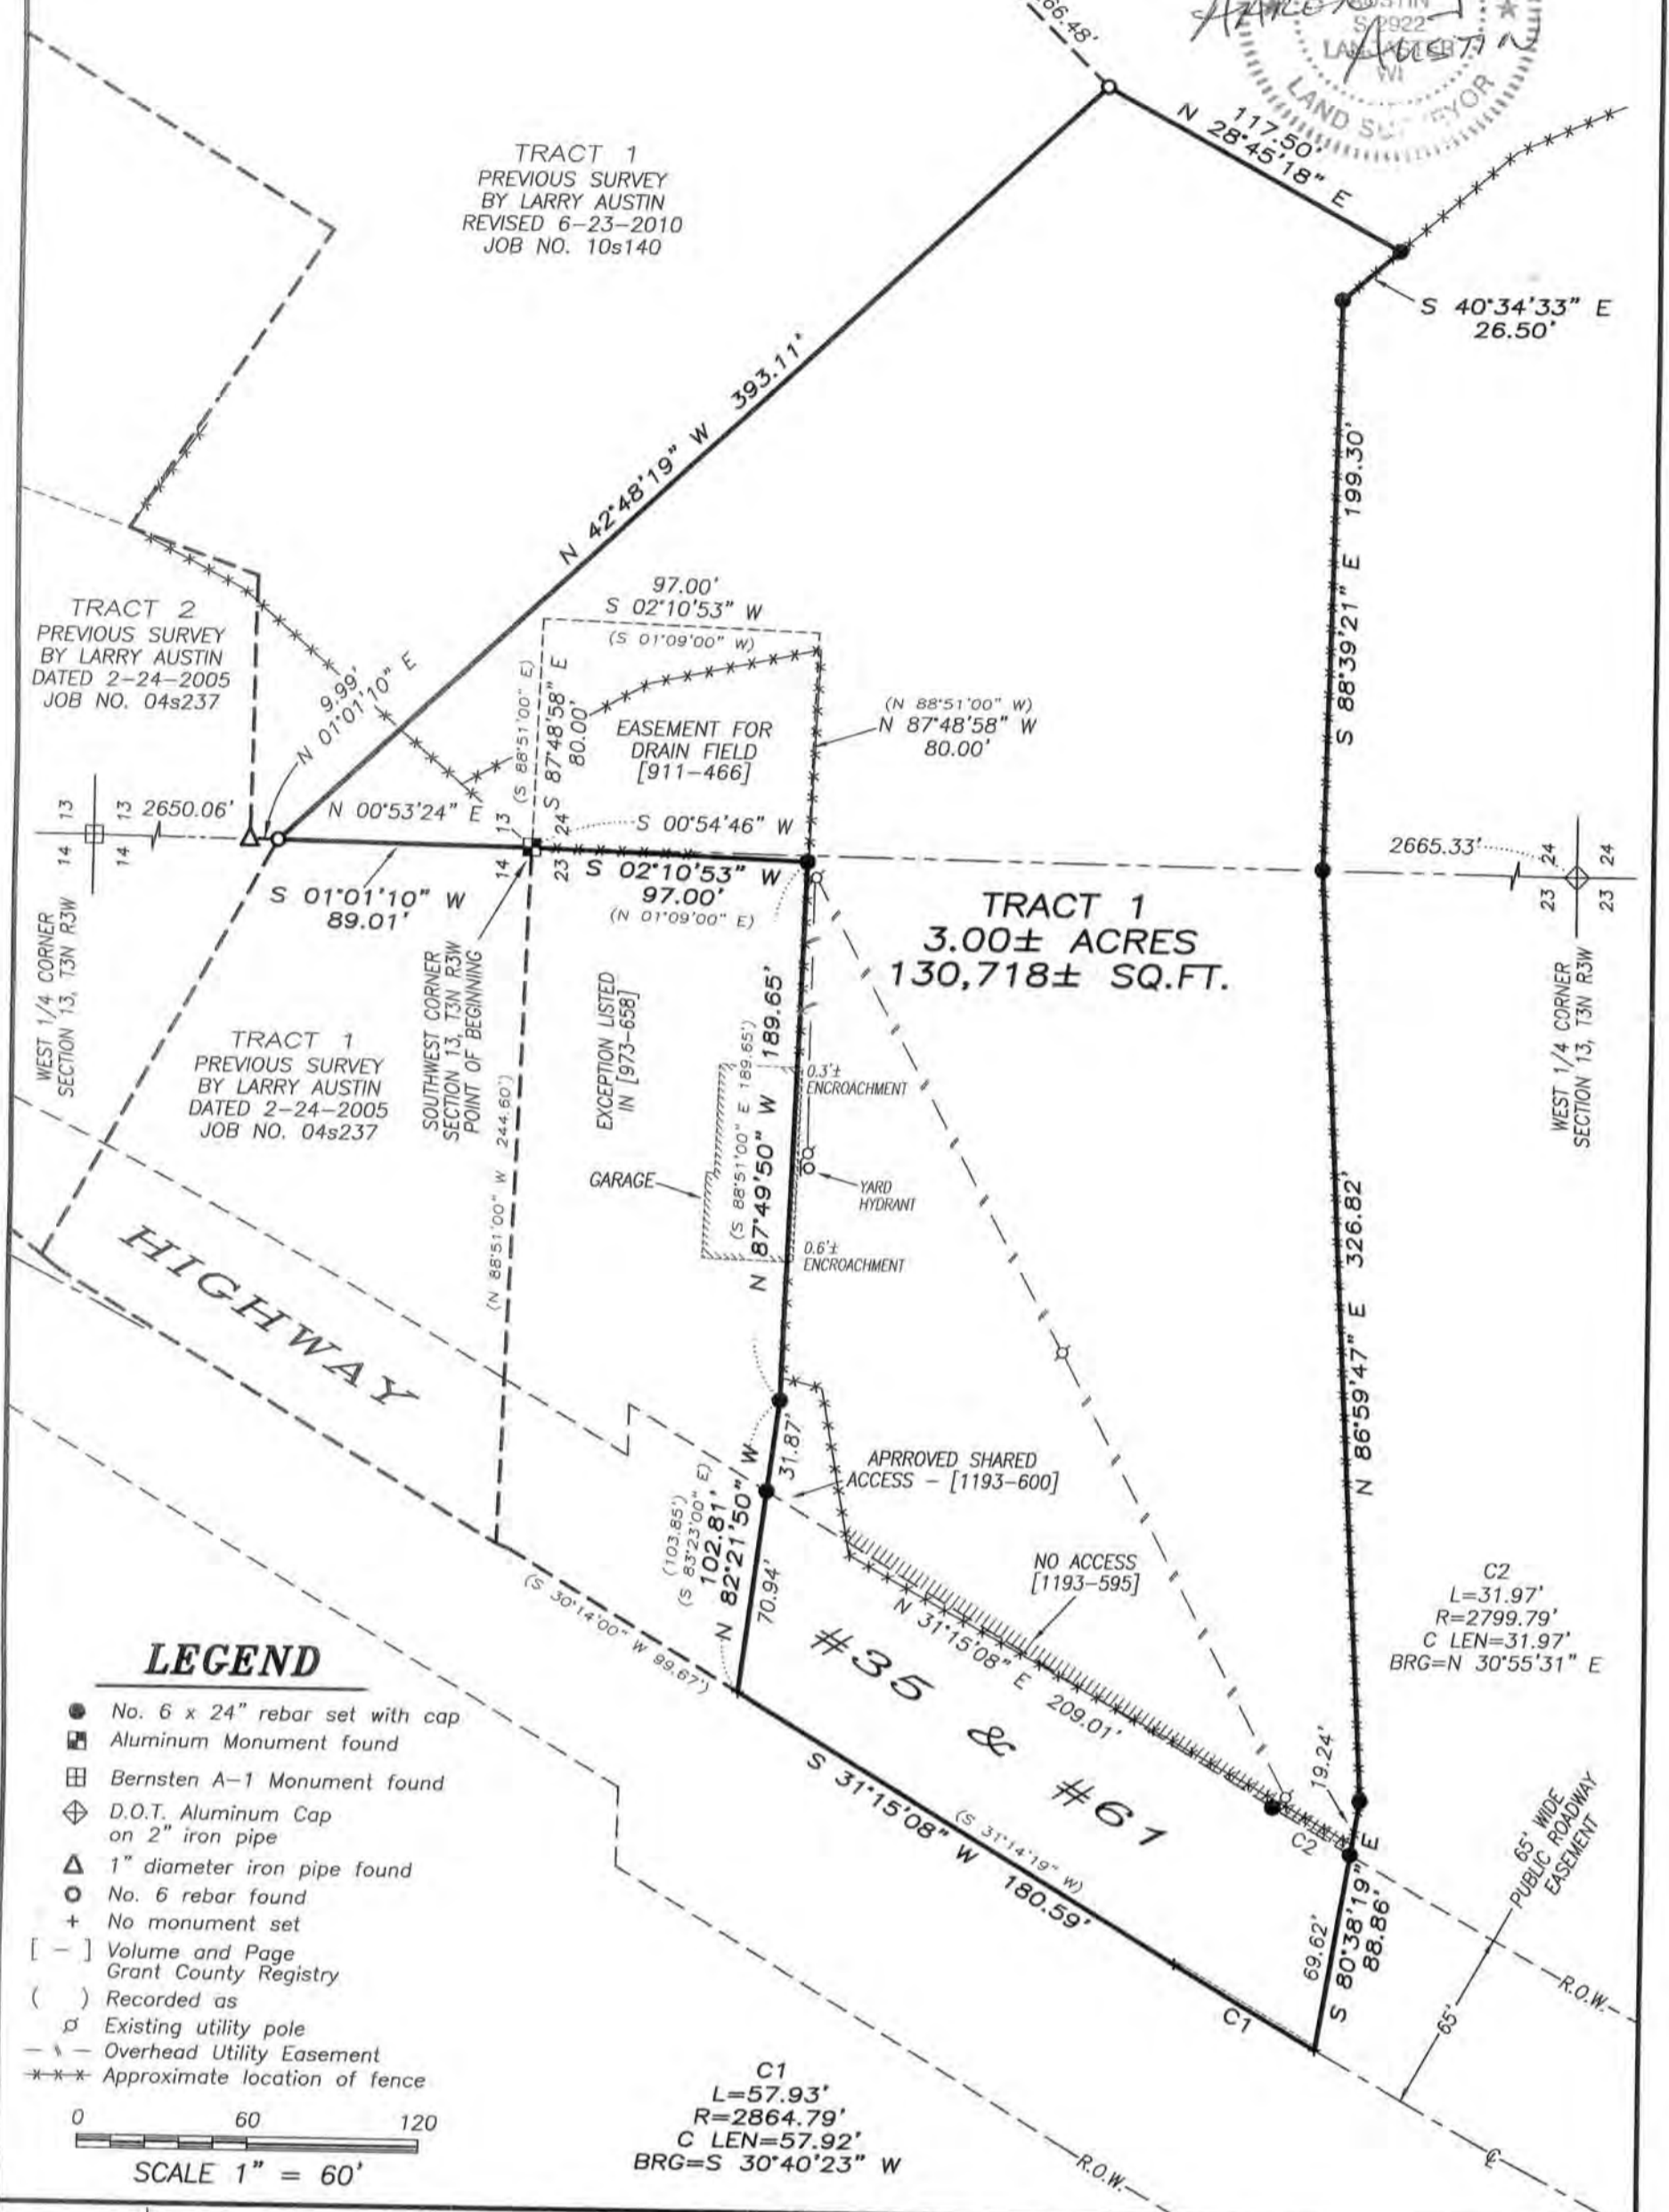 66.48'
AUSTIN
S-2922
LANCASTER
WI
AUSTIN
117.50'
N 28°45'18" E
S 40°34'33" E
26.50'
TRACT 1
PREVIOUS SURVEY
BY LARRY AUSTIN
REVISED 6-23-2010
JOB NO. 10s140
N 42°48'19" W 393.11'
S 88°39'21" E 199.30'
97.00'
S 02°10'53" W
(S 01°09'00" W)
TRACT 2
PREVIOUS SURVEY
BY LARRY AUSTIN
DATED 2-24-2005
JOB NO. 04s237
9.99'
N 01°01'10" E
(S 88°51'00" E)
S 87°48'58" E
80.00'
EASEMENT FOR
DRAIN FIELD
[911-466]
(N 88°51'00" W)
N 87°48'58" W
80.00'
14 13
14 13
2650.06'
N 00°53'24" E
14 13
23 24
S 00°54'46" W
2665.33'
23 24
23 24
S 01°01'10" W
89.01'
S 02°10'53" W
97.00'
(N 01°09'00" E)
TRACT 1
3.00± ACRES
130,718± SQ.FT.
WEST 1/4 CORNER
SECTION 13, T3N R3W
SOUTHWEST CORNER
SECTION 13, T3N R3W
POINT OF BEGINNING
EXCEPTION LISTED
IN [973-658]
WEST 1/4 CORNER
SECTION 13, T3N R3W
TRACT 1
PREVIOUS SURVEY
BY LARRY AUSTIN
DATED 2-24-2005
JOB NO. 04s237
(N 88°51'00" W 244.60')
(S 88°51'00" E 189.65')
N 87°49'50" W 189.65'
0.3'±
ENCROACHMENT
GARAGE
YARD
HYDRANT
0.6'±
ENCROACHMENT
N 86°59'47" E 326.82'
HIGHWAY
(103.85')
(S 83°23'00" E)
102.81'
N 82°21'50" W
31.87'
70.94'
APRROVED SHARED
ACCESS - [1193-600]
NO ACCESS
[1193-595]
N 31°15'08" E 209.01'
(S 30°14'00" W 99.67')
#35 & #61
C2
L=31.97'
R=2799.79'
C LEN=31.97'
BRG=N 30°55'31" E
S 31°15'08" W 180.59'
(S 31°14'19" W)
19.24'
C2
69.62'
S 80°38'19" E
88.86'
65' WIDE
PUBLIC ROADWAY
EASEMENT
65'
R.O.W.
C1
LEGEND
No. 6 x 24" rebar set with cap
Aluminum Monument found
Bernsten A-1 Monument found
D.O.T. Aluminum Cap
on 2" iron pipe
1" diameter iron pipe found
No. 6 rebar found
+ No monument set
[ - ] Volume and Page
Grant County Registry
( ) Recorded as
Existing utility pole
Overhead Utility Easement
Approximate location of fence
0 60 120
SCALE 1" = 60'
C1
L=57.93'
R=2864.79'
C LEN=57.92'
BRG=S 30°40'23" W
R.O.W.